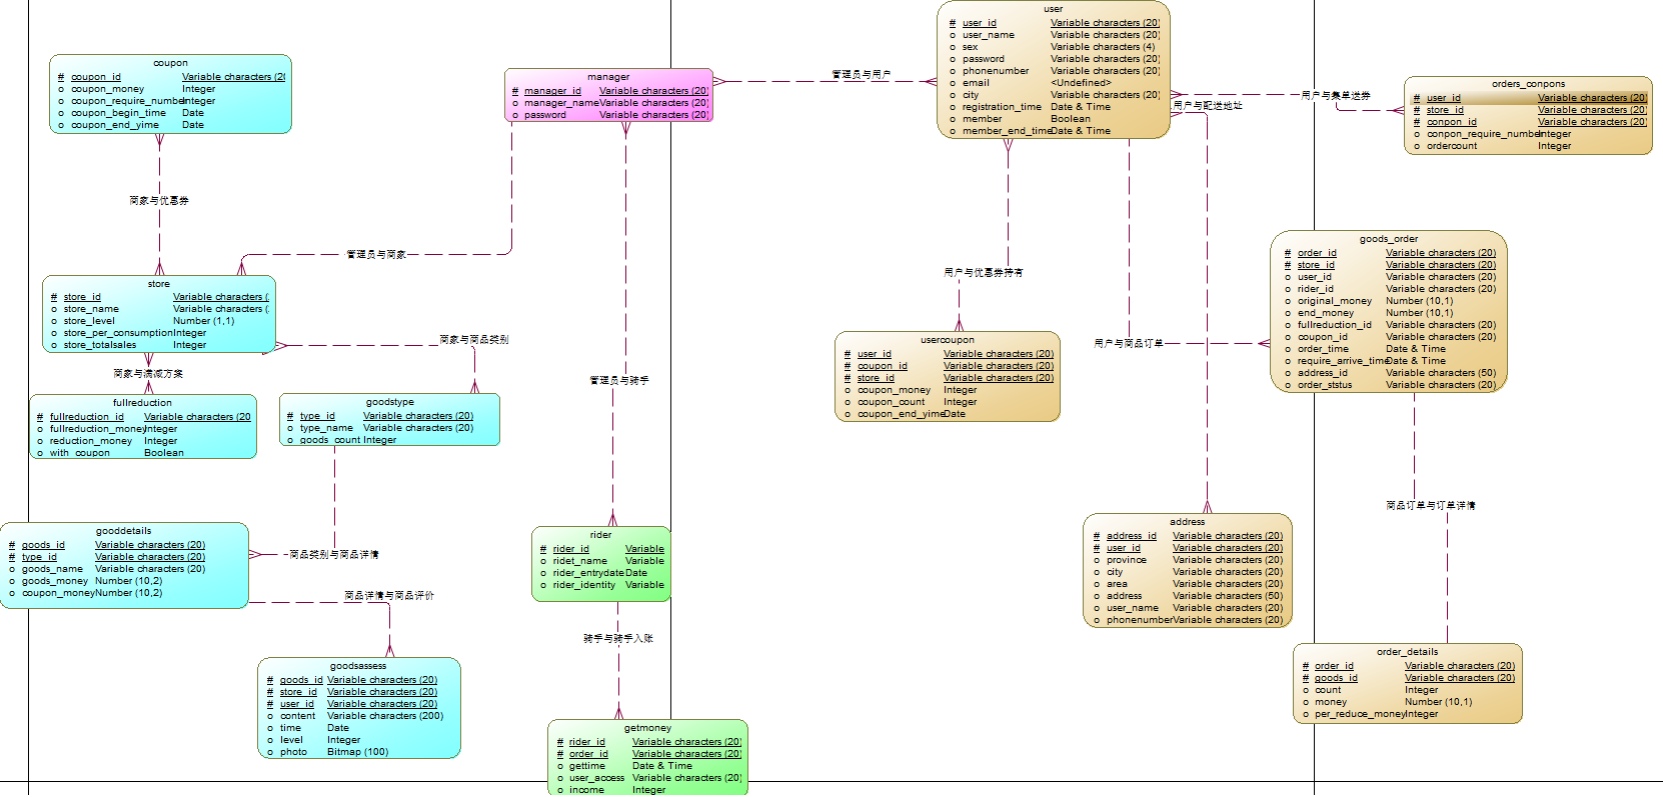 coupon
# coupon_id Variable characters (2(
o coupon_money Integer
o coupon_require_number Integer
o coupon_begin_time Date
o coupon_end_yime Date
商家与优惠券
manager
# manager_id Variable characters (20)
o manager_name Variable characters (20)
o password Variable characters (20)
管理员与用户
user
# user_id Variable characters (20)
o user_name Variable characters (20)
o sex Variable characters (4)
o password Variable characters (20)
o phonenumber Variable characters (20)
o email <Undefined>
o city Variable characters (20)
o registration_time Date & Time
o member Boolean
o member_end_time Date & Time
用户与集单送券
用户与配送地址
orders_conpons
# user_id Variable characters (20)
# store_id Variable characters (20)
# conpon_id Variable characters (20)
o conpon_require_number Integer
o ordercount Integer
管理员与商家
store
# store_id Variable characters (
o store_name Variable characters (
o store_level Number (1,1)
o store_per_consumption Integer
o store_totalsales Integer
商家与商品类别
商家与满减方案
fullreduction
# fullreduction_id Variable characters (20
o fullreduction_money Integer
o reduction_money Integer
o with_coupon Boolean
goodstype
# type_id Variable characters (20)
o type_name Variable characters (20)
o goods_count Integer
管理员与骑手
用户与优惠券持有
usercoupon
# user_id Variable characters (20)
# coupon_id Variable characters (20)
# store_id Variable characters (20)
o coupon_money Integer
o coupon_count Integer
o coupon_end_yime Date
用户与商品订单
goods_order
# order_id Variable characters (20)
# store_id Variable characters (20)
o user_id Variable characters (20)
o rider_id Variable characters (20)
o original_money Number (10,1)
o end_money Number (10,1)
o fullreduction_id Variable characters (20)
o coupon_id Variable characters (20)
o order_time Date & Time
o require_arrive_time Date & Time
o address_id Variable characters (50)
o order_ststus Variable characters (20)
商品订单与订单详情
gooddetails
# goods_id Variable characters (20)
# type_id Variable characters (20)
o goods_name Variable characters (20)
o goods_money Number (10,2)
o coupon_money Number (10,2)
商品类别与商品详情
商品详情与商品评价
rider
# rider_id Variable
o ridet_name Variable
o rider_entrydate Date
o rider_identity Variable
骑手与骑手入账
address
# address_id Variable characters (20)
# user_id Variable characters (20)
o province Variable characters (20)
o city Variable characters (20)
o area Variable characters (20)
o address Variable characters (50)
o user_name Variable characters (20)
o phonenumber Variable characters (20)
goodsassess
# goods_id Variable characters (20)
# store_id Variable characters (20)
# user_id Variable characters (20)
o content Variable characters (200)
o time Date
o level Integer
o photo Bitmap (100)
getmoney
# rider_id Variable characters (20)
# order_id Variable characters (20)
o gettime Date & Time
o user_access Variable characters (20)
o income Integer
order_details
# order_id Variable characters (20)
# goods_id Variable characters (20)
o count Integer
o money Number (10,1)
o per_reduce_money Integer